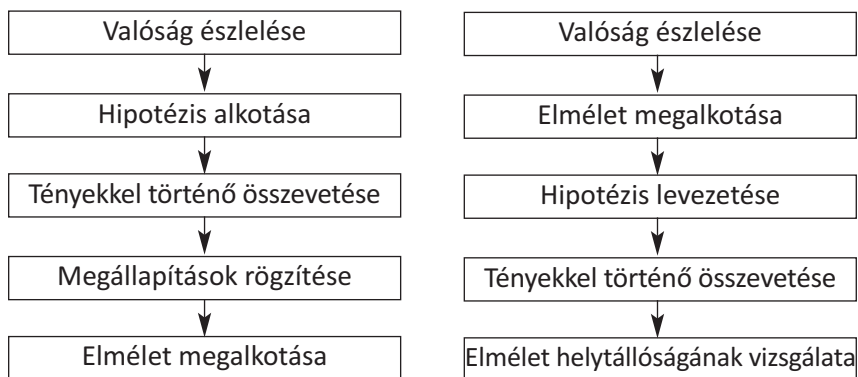 Valóság észlelése
Hipotézis alkotása
Tényekkel történő összevetése
Megállapítások rögzítése
Elmélet megalkotása
Valóság észlelése
Elmélet megalkotása
Hipotézis levezetése
Tényekkel történő összevetése
Elmélet helytállóságának vizsgálata